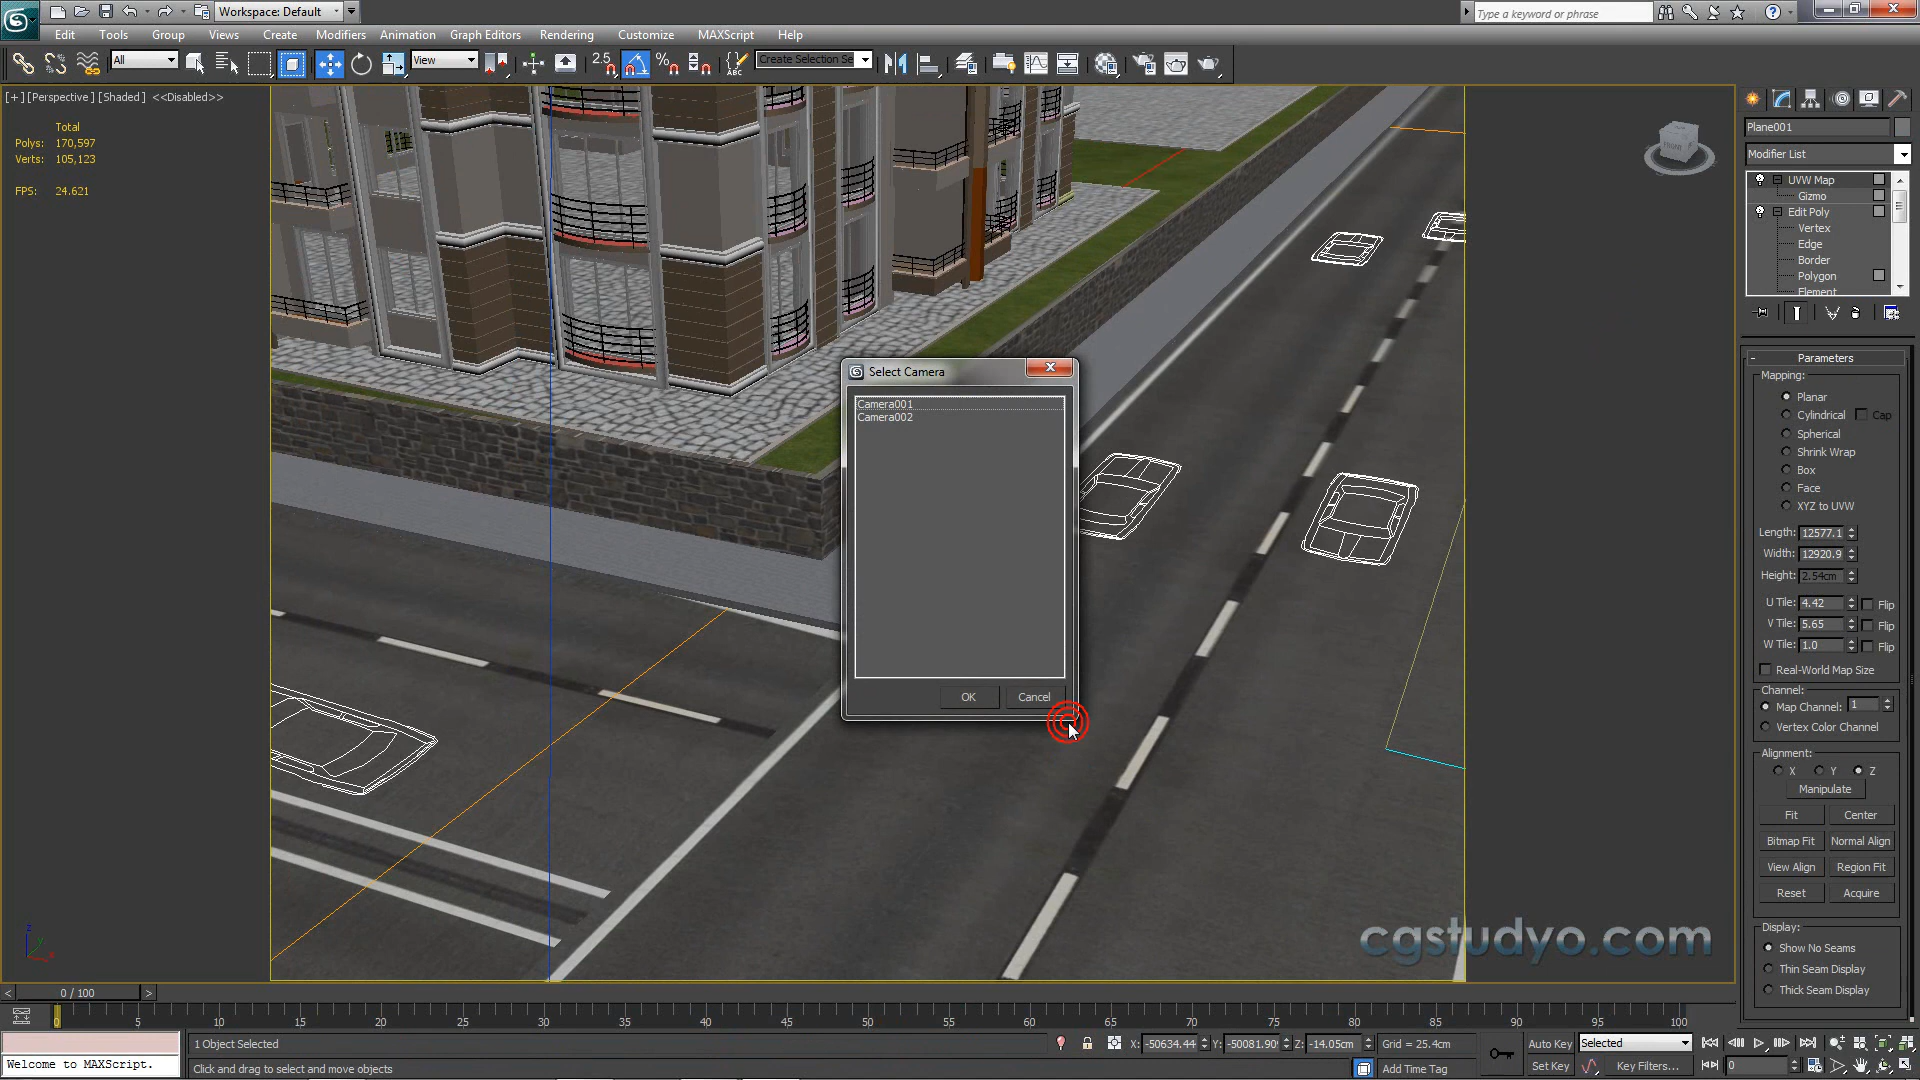 Workspace: Default
Type a keyword or phrase
Edit Tools Group Views Create Modifiers Animation Graph Editors Rendering Customize MAXScript Help
All View 2.5 Create Selection Se
[+] [Perspective] [Shaded] <<Disabled>>
Total
Polys: 170,597
Verts: 105,123
FPS: 24.621
Select Camera
Camera001
Camera002
OK Cancel
FRONT
Plane001
Modifier List
UVW Map
Gizmo
Edit Poly
Vertex
Edge
Border
Polygon
Element
Parameters
Mapping:
Planar
Cylindrical Cap
Spherical
Shrink Wrap
Box
Face
XYZ to UVW
Length: 12577.1
Width: 12920.9
Height: 2.54cm
U Tile: 4.42 Flip
V Tile: 5.65 Flip
W Tile: 1.0 Flip
Real-World Map Size
Channel:
Map Channel: 1
Vertex Color Channel
Alignment:
X Y Z
Manipulate
Fit Center
Bitmap Fit Normal Align
View Align Region Fit
Reset Acquire
Display:
Show No Seams
Thin Seam Display
Thick Seam Display
cgstudyo.com
< 0 / 100 >
0 5 10 15 20 25 30 35 40 45 50 55 60 65 70 75 80 85 90 95 100
1 Object Selected X: -50634.44 Y: -50081.90 Z: -14.05cm Grid = 25.4cm Auto Key Selected
Welcome to MAXScript. Click and drag to select and move objects Add Time Tag Set Key Key Filters... 0